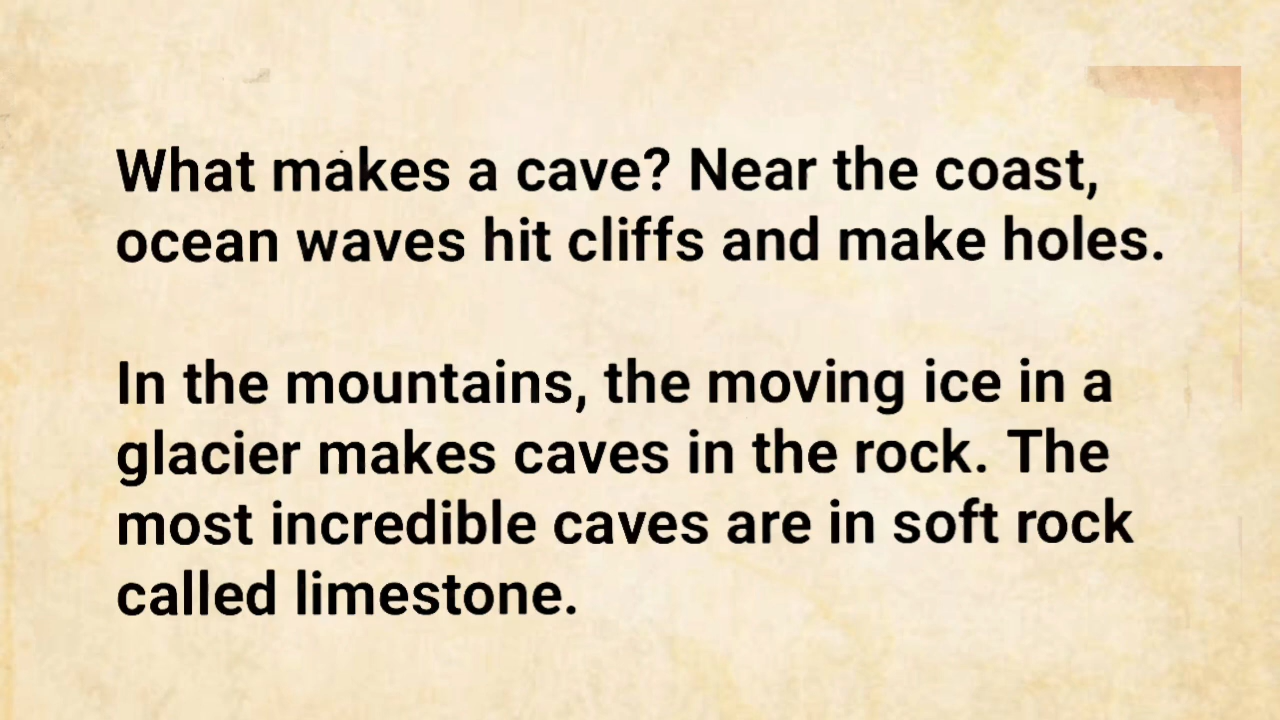 What makes a cave? Near the coast,
ocean waves hit cliffs and make holes.
In the mountains, the moving ice in a
glacier makes caves in the rock. The
most incredible caves are in soft rock
called limestone.